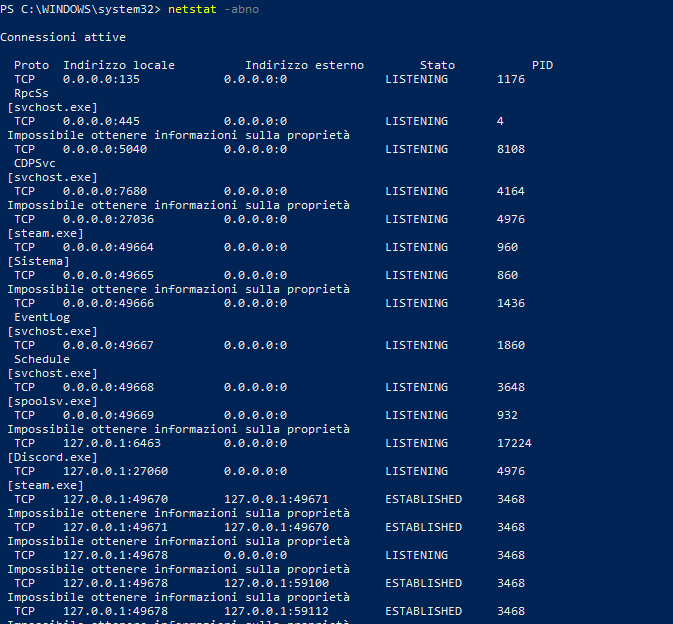 PS C:\WINDOWS\system32> netstat -abno
Connessioni attive
Proto Indirizzo locale Indirizzo esterno Stato PID
TCP 0.0.0.0:135 0.0.0.0:0 LISTENING 1176
RpcSs
[svchost.exe]
TCP 0.0.0.0:445 0.0.0.0:0 LISTENING 4
Impossibile ottenere informazioni sulla proprietà
TCP 0.0.0.0:5040 0.0.0.0:0 LISTENING 8108
CDPSvc
[svchost.exe]
TCP 0.0.0.0:7680 0.0.0.0:0 LISTENING 4164
Impossibile ottenere informazioni sulla proprietà
TCP 0.0.0.0:27036 0.0.0.0:0 LISTENING 4976
[steam.exe]
TCP 0.0.0.0:49664 0.0.0.0:0 LISTENING 960
[Sistema]
TCP 0.0.0.0:49665 0.0.0.0:0 LISTENING 860
Impossibile ottenere informazioni sulla proprietà
TCP 0.0.0.0:49666 0.0.0.0:0 LISTENING 1436
EventLog
[svchost.exe]
TCP 0.0.0.0:49667 0.0.0.0:0 LISTENING 1860
Schedule
[svchost.exe]
TCP 0.0.0.0:49668 0.0.0.0:0 LISTENING 3648
[spoolsv.exe]
TCP 0.0.0.0:49669 0.0.0.0:0 LISTENING 932
Impossibile ottenere informazioni sulla proprietà
TCP 127.0.0.1:6463 0.0.0.0:0 LISTENING 17224
[Discord.exe]
TCP 127.0.0.1:27060 0.0.0.0:0 LISTENING 4976
[steam.exe]
TCP 127.0.0.1:49670 127.0.0.1:49671 ESTABLISHED 3468
Impossibile ottenere informazioni sulla proprietà
TCP 127.0.0.1:49671 127.0.0.1:49670 ESTABLISHED 3468
Impossibile ottenere informazioni sulla proprietà
TCP 127.0.0.1:49678 0.0.0.0:0 LISTENING 3468
Impossibile ottenere informazioni sulla proprietà
TCP 127.0.0.1:49678 127.0.0.1:59100 ESTABLISHED 3468
Impossibile ottenere informazioni sulla proprietà
TCP 127.0.0.1:49678 127.0.0.1:59112 ESTABLISHED 3468
Impossibile ottenere informazioni sulla proprietà